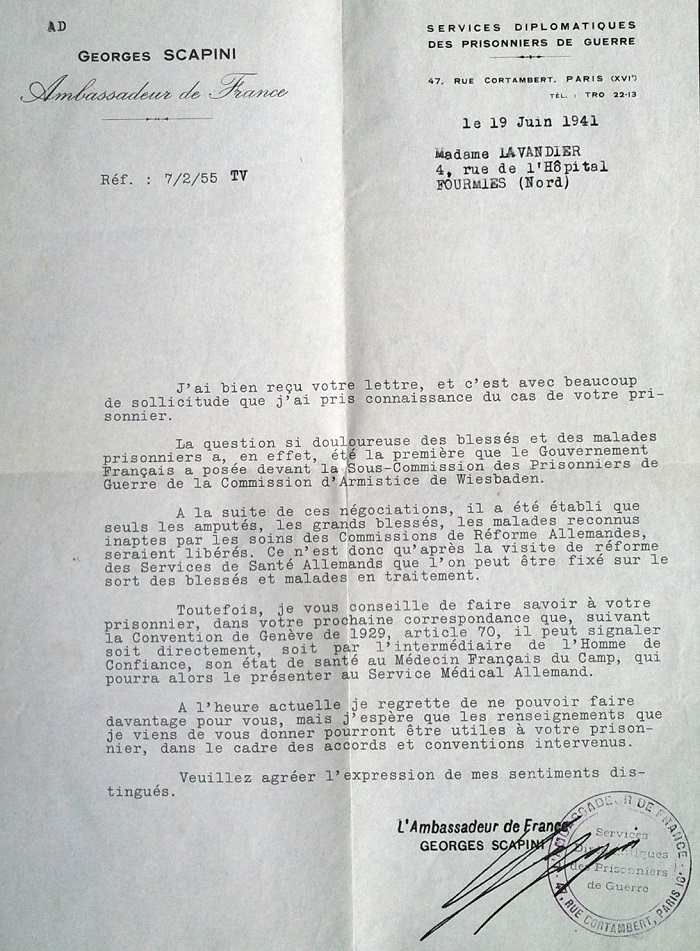 AD
GEORGES SCAPINI
Ambassadeur de France
SERVICES DIPLOMATIQUES
DES PRISONNIERS DE GUERRE
47, RUE CORTAMBERT, PARIS (XVIᵉ)
TÉL. : TRO 22-13
le 19 Juin 1941
Madame LAVANDIER
4, rue de l'Hôpital
FOURMIES (Nord)
Réf. : 7/2/55 TV
J'ai bien reçu votre lettre, et c'est avec beaucoup
de sollicitude que j'ai pris connaissance du cas de votre pri-
sonnier.
La question si douloureuse des blessés et des malades
prisonniers a, en effet, été la première que le Gouvernement
Français a posée devant la Sous-Commission des Prisonniers de
Guerre de la Commission d'Armistice de Wiesbaden.
A la suite de ces négociations, il a été établi que
seuls les amputés, les grands blessés, les malades reconnus
inaptes par les soins des Commissions de Réforme Allemandes,
seraient libérés. Ce n'est donc qu'après la visite de réforme
des Services de Santé Allemands que l'on peut être fixé sur le
sort des blessés et malades en traitement.
Toutefois, je vous conseille de faire savoir à votre
prisonnier, dans votre prochaine correspondance que, suivant
la Convention de Genève de 1929, article 70, il peut signaler
soit directement, soit par l'intermédiaire de l'Homme de
Confiance, son état de santé au Médecin Français du Camp, qui
pourra alors le présenter au Service Médical Allemand.
A l'heure actuelle je regrette de ne pouvoir faire
davantage pour vous, mais j'espère que les renseignements que
je viens de vous donner pourront être utiles à votre prison-
nier, dans le cadre des accords et conventions intervenus.
Veuillez agréer l'expression de mes sentiments dis-
tingués.
L'Ambassadeur de France
GEORGES SCAPINI
AMBASSADEUR DE FRANCE
Services
Diplomatiques
des Prisonniers
de Guerre
47, RUE CORTAMBERT, PARIS 16ᵉ